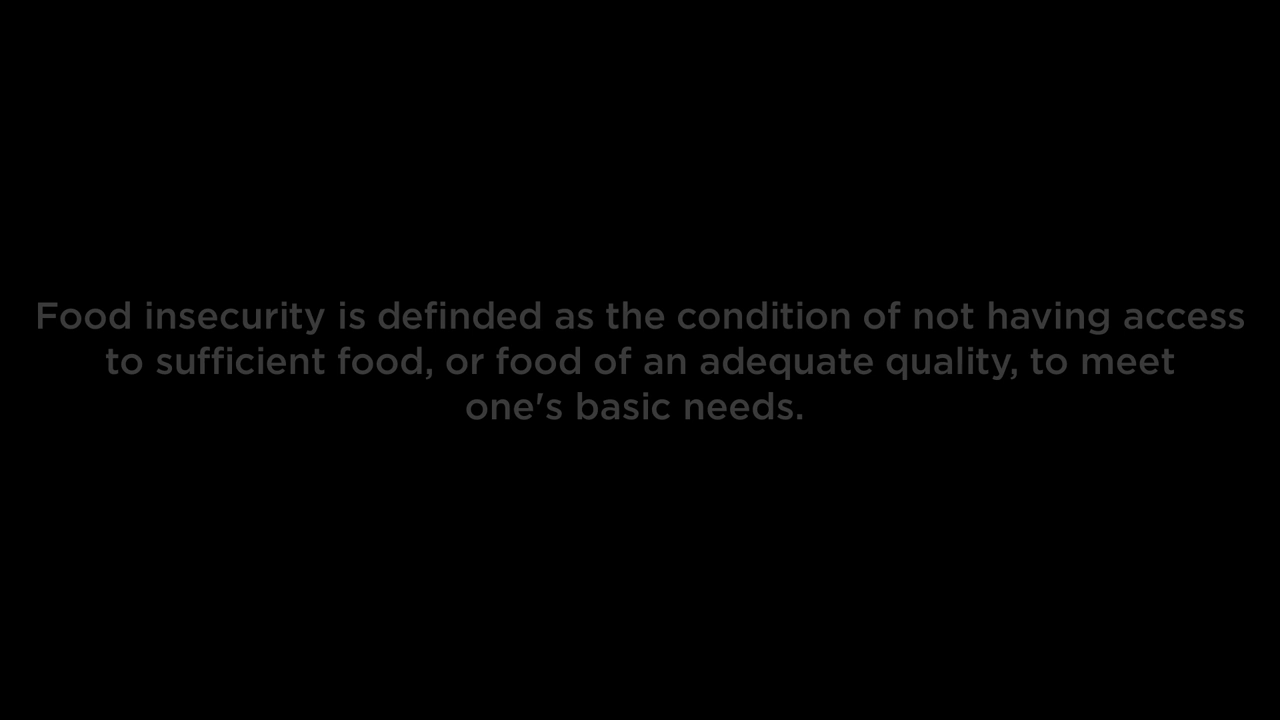 Food insecurity is definded as the condition of not having access
to sufficient food, or food of an adequate quality, to meet
one's basic needs.